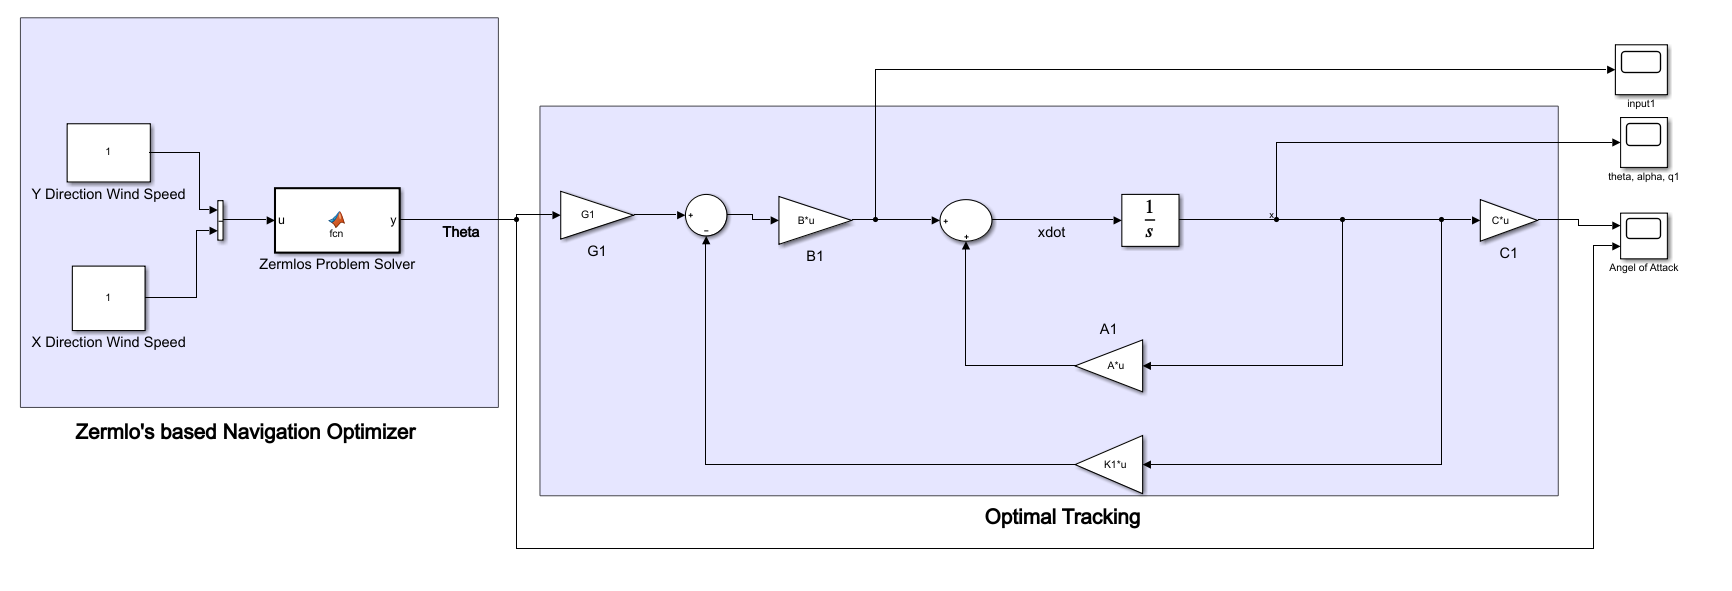 1
Y Direction Wind Speed
1
X Direction Wind Speed
u
fcn
y
Zermlos Problem Solver
Theta
Zermlo's based Navigation Optimizer
G1
G1
+
−
B*u
B1
+
+
xdot
1
s
x
A1
A*u
K1*u
C*u
C1
Optimal Tracking
input1
theta, alpha, q1
Angel of Attack